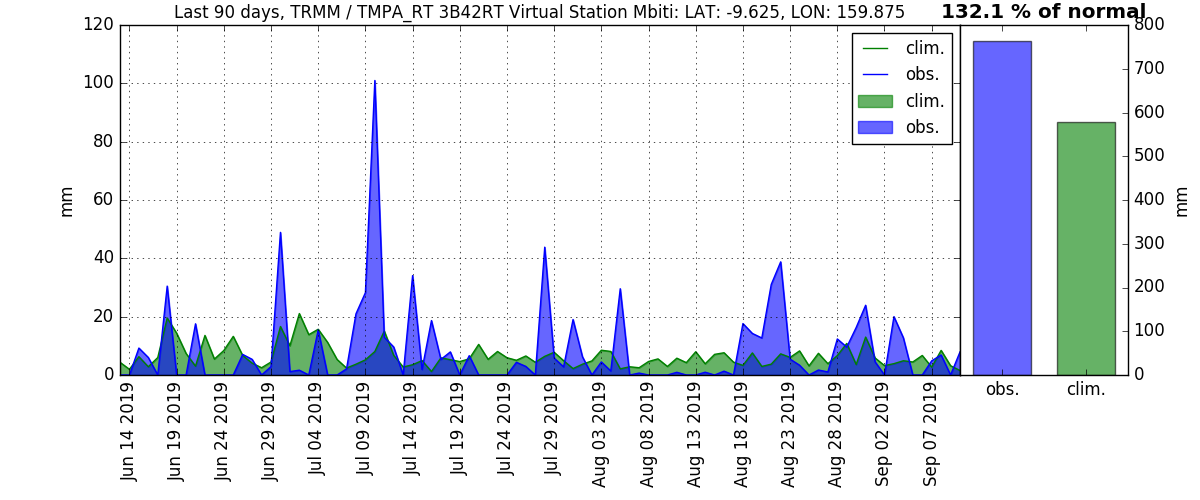 Last 90 days, TRMM / TMPA_RT 3B42RT Virtual Station Mbiti: LAT: -9.625, LON: 159.875
132.1 % of normal
120
100
80
60
40
20
0
mm
clim.
obs.
clim.
obs.
800
700
600
500
400
300
200
100
0
mm
obs.
clim.
Jun 14 2019
Jun 19 2019
Jun 24 2019
Jun 29 2019
Jul 04 2019
Jul 09 2019
Jul 14 2019
Jul 19 2019
Jul 24 2019
Jul 29 2019
Aug 03 2019
Aug 08 2019
Aug 13 2019
Aug 18 2019
Aug 23 2019
Aug 28 2019
Sep 02 2019
Sep 07 2019